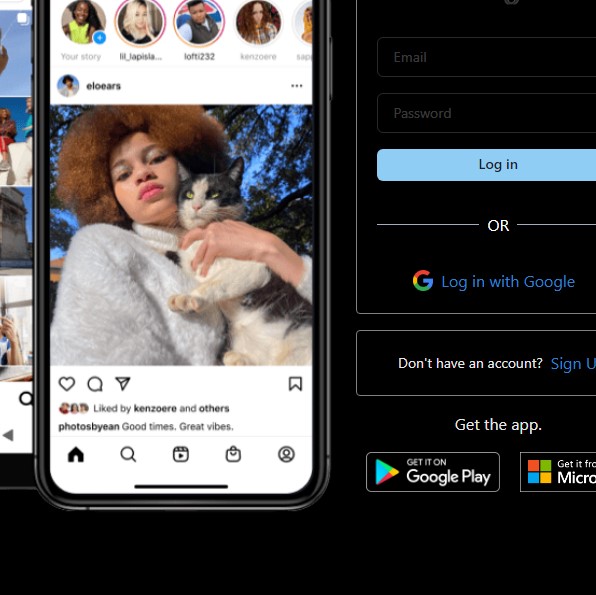 Your story lil_lapisla... lofti232 kenzoere sap
eloears
Liked by kenzoere and others
photosbyean Good times. Great vibes.
Email
Password
Log in
OR
Log in with Google
Don't have an account? Sign U
Get the app.
GET IT ON
Google Play
Get it fro
Micro